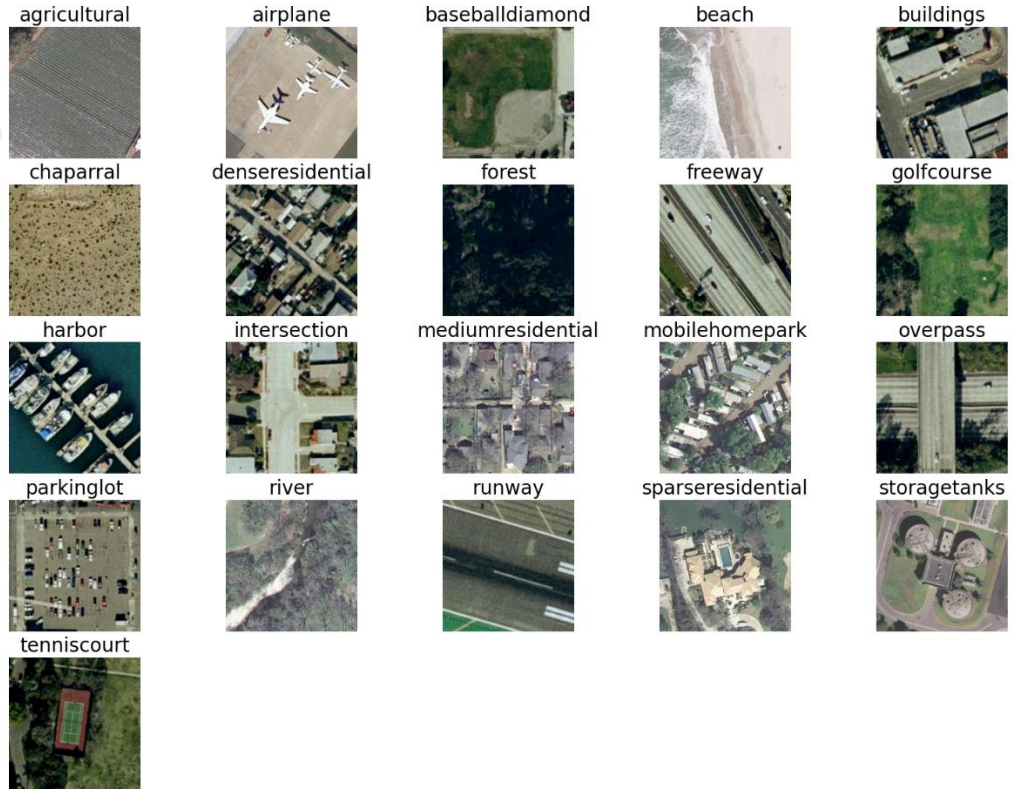 agricultural airplane baseballdiamond beach buildings
chaparral denseresidential forest freeway golfcourse
harbor intersection mediumresidential mobilehomepark overpass
parkinglot river runway sparseresidential storagetanks
tenniscourt